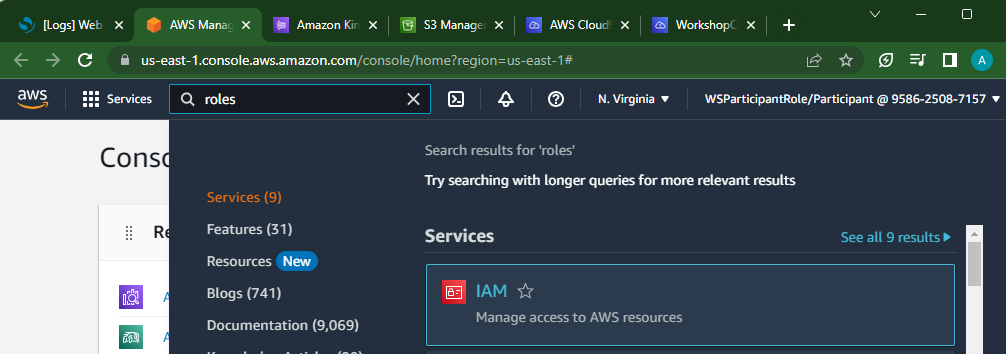 [Logs] Web
AWS Manag
Amazon Kin
S3 Manage
AWS Cloud
WorkshopC
us-east-1.console.aws.amazon.com/console/home?region=us-east-1#
A
aws
Services
roles
N. Virginia
WSParticipantRole/Participant @ 9586-2508-7157
Conso
Search results for 'roles'
Try searching with longer queries for more relevant results
Services (9)
Features (31)
Resources New
Blogs (741)
Documentation (9,069)
Services
See all 9 results
Re
IAM
Manage access to AWS resources
A
A